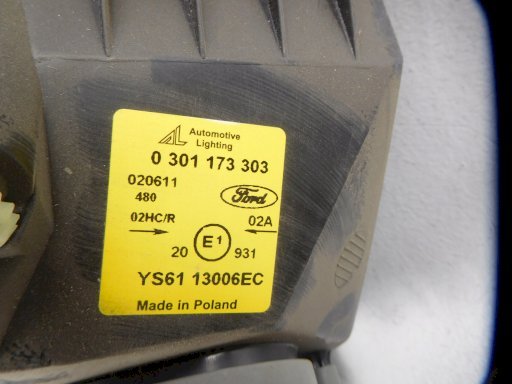 AL Automotive
Lighting
0 301 173 303
020611
480 Ford
02HC/R 02A
20 E1 931
YS61 13006EC
Made in Poland